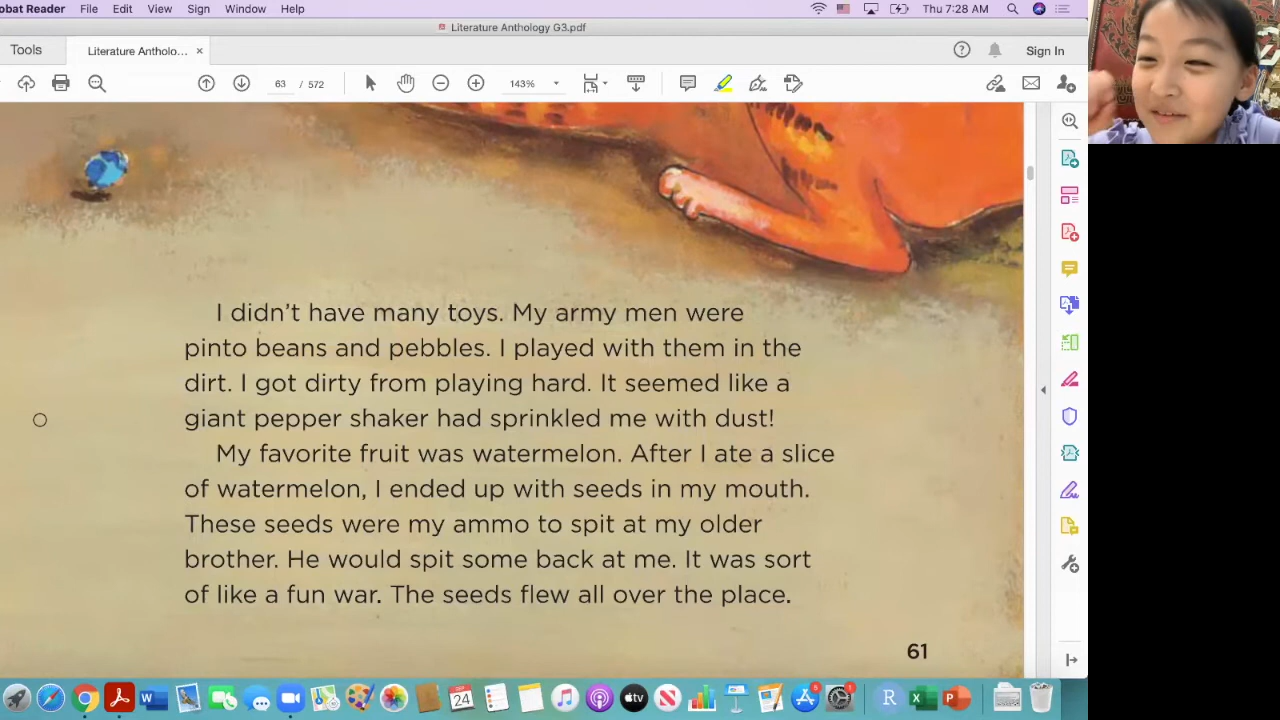 obat Reader File Edit View Sign Window Help Thu 7:28 AM
Literature Anthology G3.pdf
Tools Literature Antholo... × Sign In
63 / 572 143%
I didn't have many toys. My army men were
pinto beans and pebbles. I played with them in the
dirt. I got dirty from playing hard. It seemed like a
giant pepper shaker had sprinkled me with dust!
My favorite fruit was watermelon. After I ate a slice
of watermelon, I ended up with seeds in my mouth.
These seeds were my ammo to spit at my older
brother. He would spit some back at me. It was sort
of like a fun war. The seeds flew all over the place.
61
24
tv